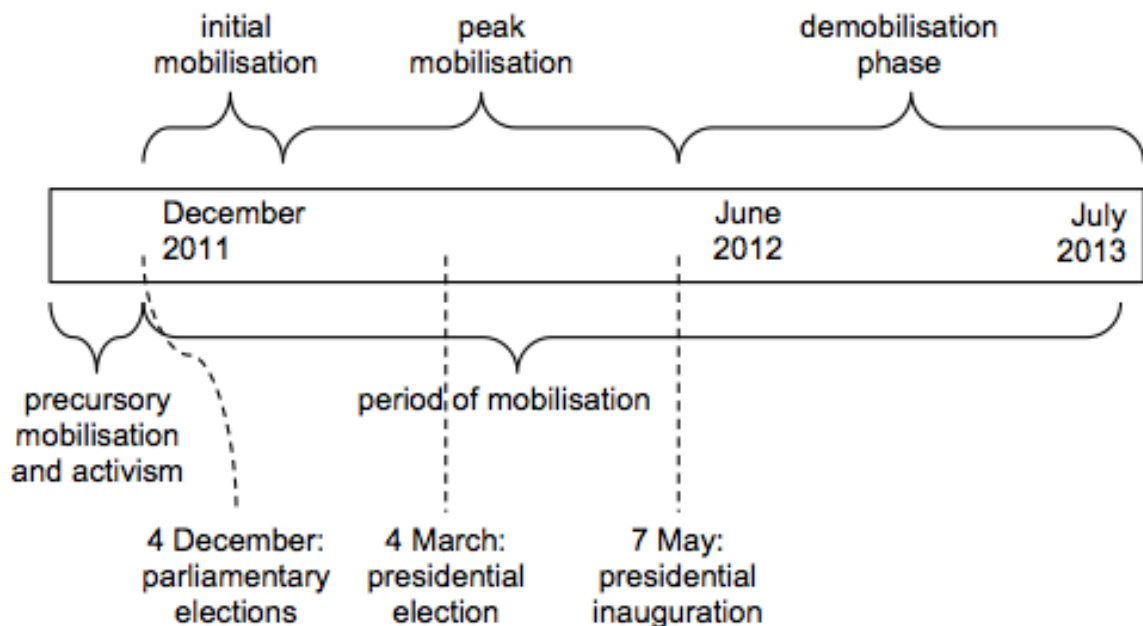 initial
mobilisation
peak
mobilisation
demobilisation
phase
December
2011
June
2012
July
2013
precursory
mobilisation
and activism
period of mobilisation
4 December:
parliamentary
elections
4 March:
presidential
election
7 May:
presidential
inauguration